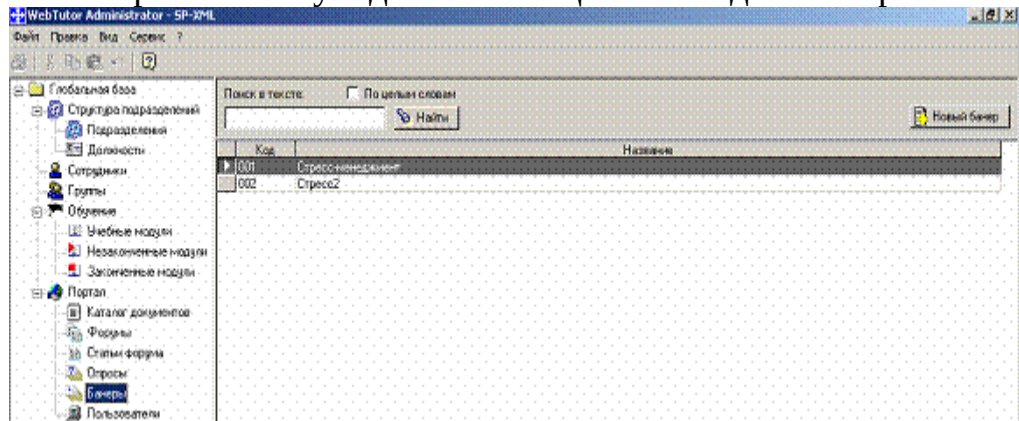 WebTutor Administrator - SP-XML
Файл Правка Вид Сервис ?
Глобальная база
Структура подразделений
Подразделения
Должности
Сотрудники
Группы
Обучение
Учебные модули
Незаконченные модули
Законченные модули
Портал
Каталог документов
Форумы
Статьи форума
Опросы
Банеры
Пользователи
Поиск в тексте: По целым словам
Найти
Новый банер
Код Название
001 Стресс-менеджмент
002 Стресс2